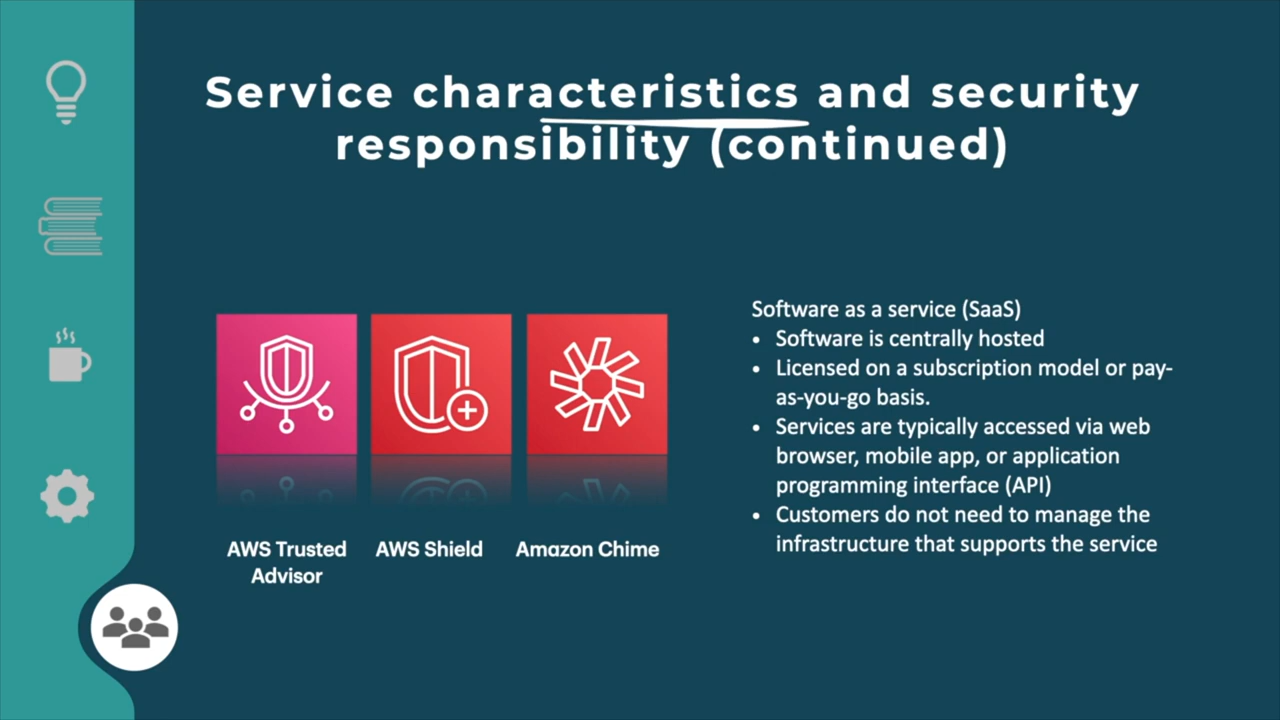 Service characteristics and security
responsibility (continued)
Software as a service (SaaS)
• Software is centrally hosted
• Licensed on a subscription model or pay-
as-you-go basis.
• Services are typically accessed via web
browser, mobile app, or application
programming interface (API)
• Customers do not need to manage the
infrastructure that supports the service
AWS Trusted
Advisor
AWS Shield
Amazon Chime